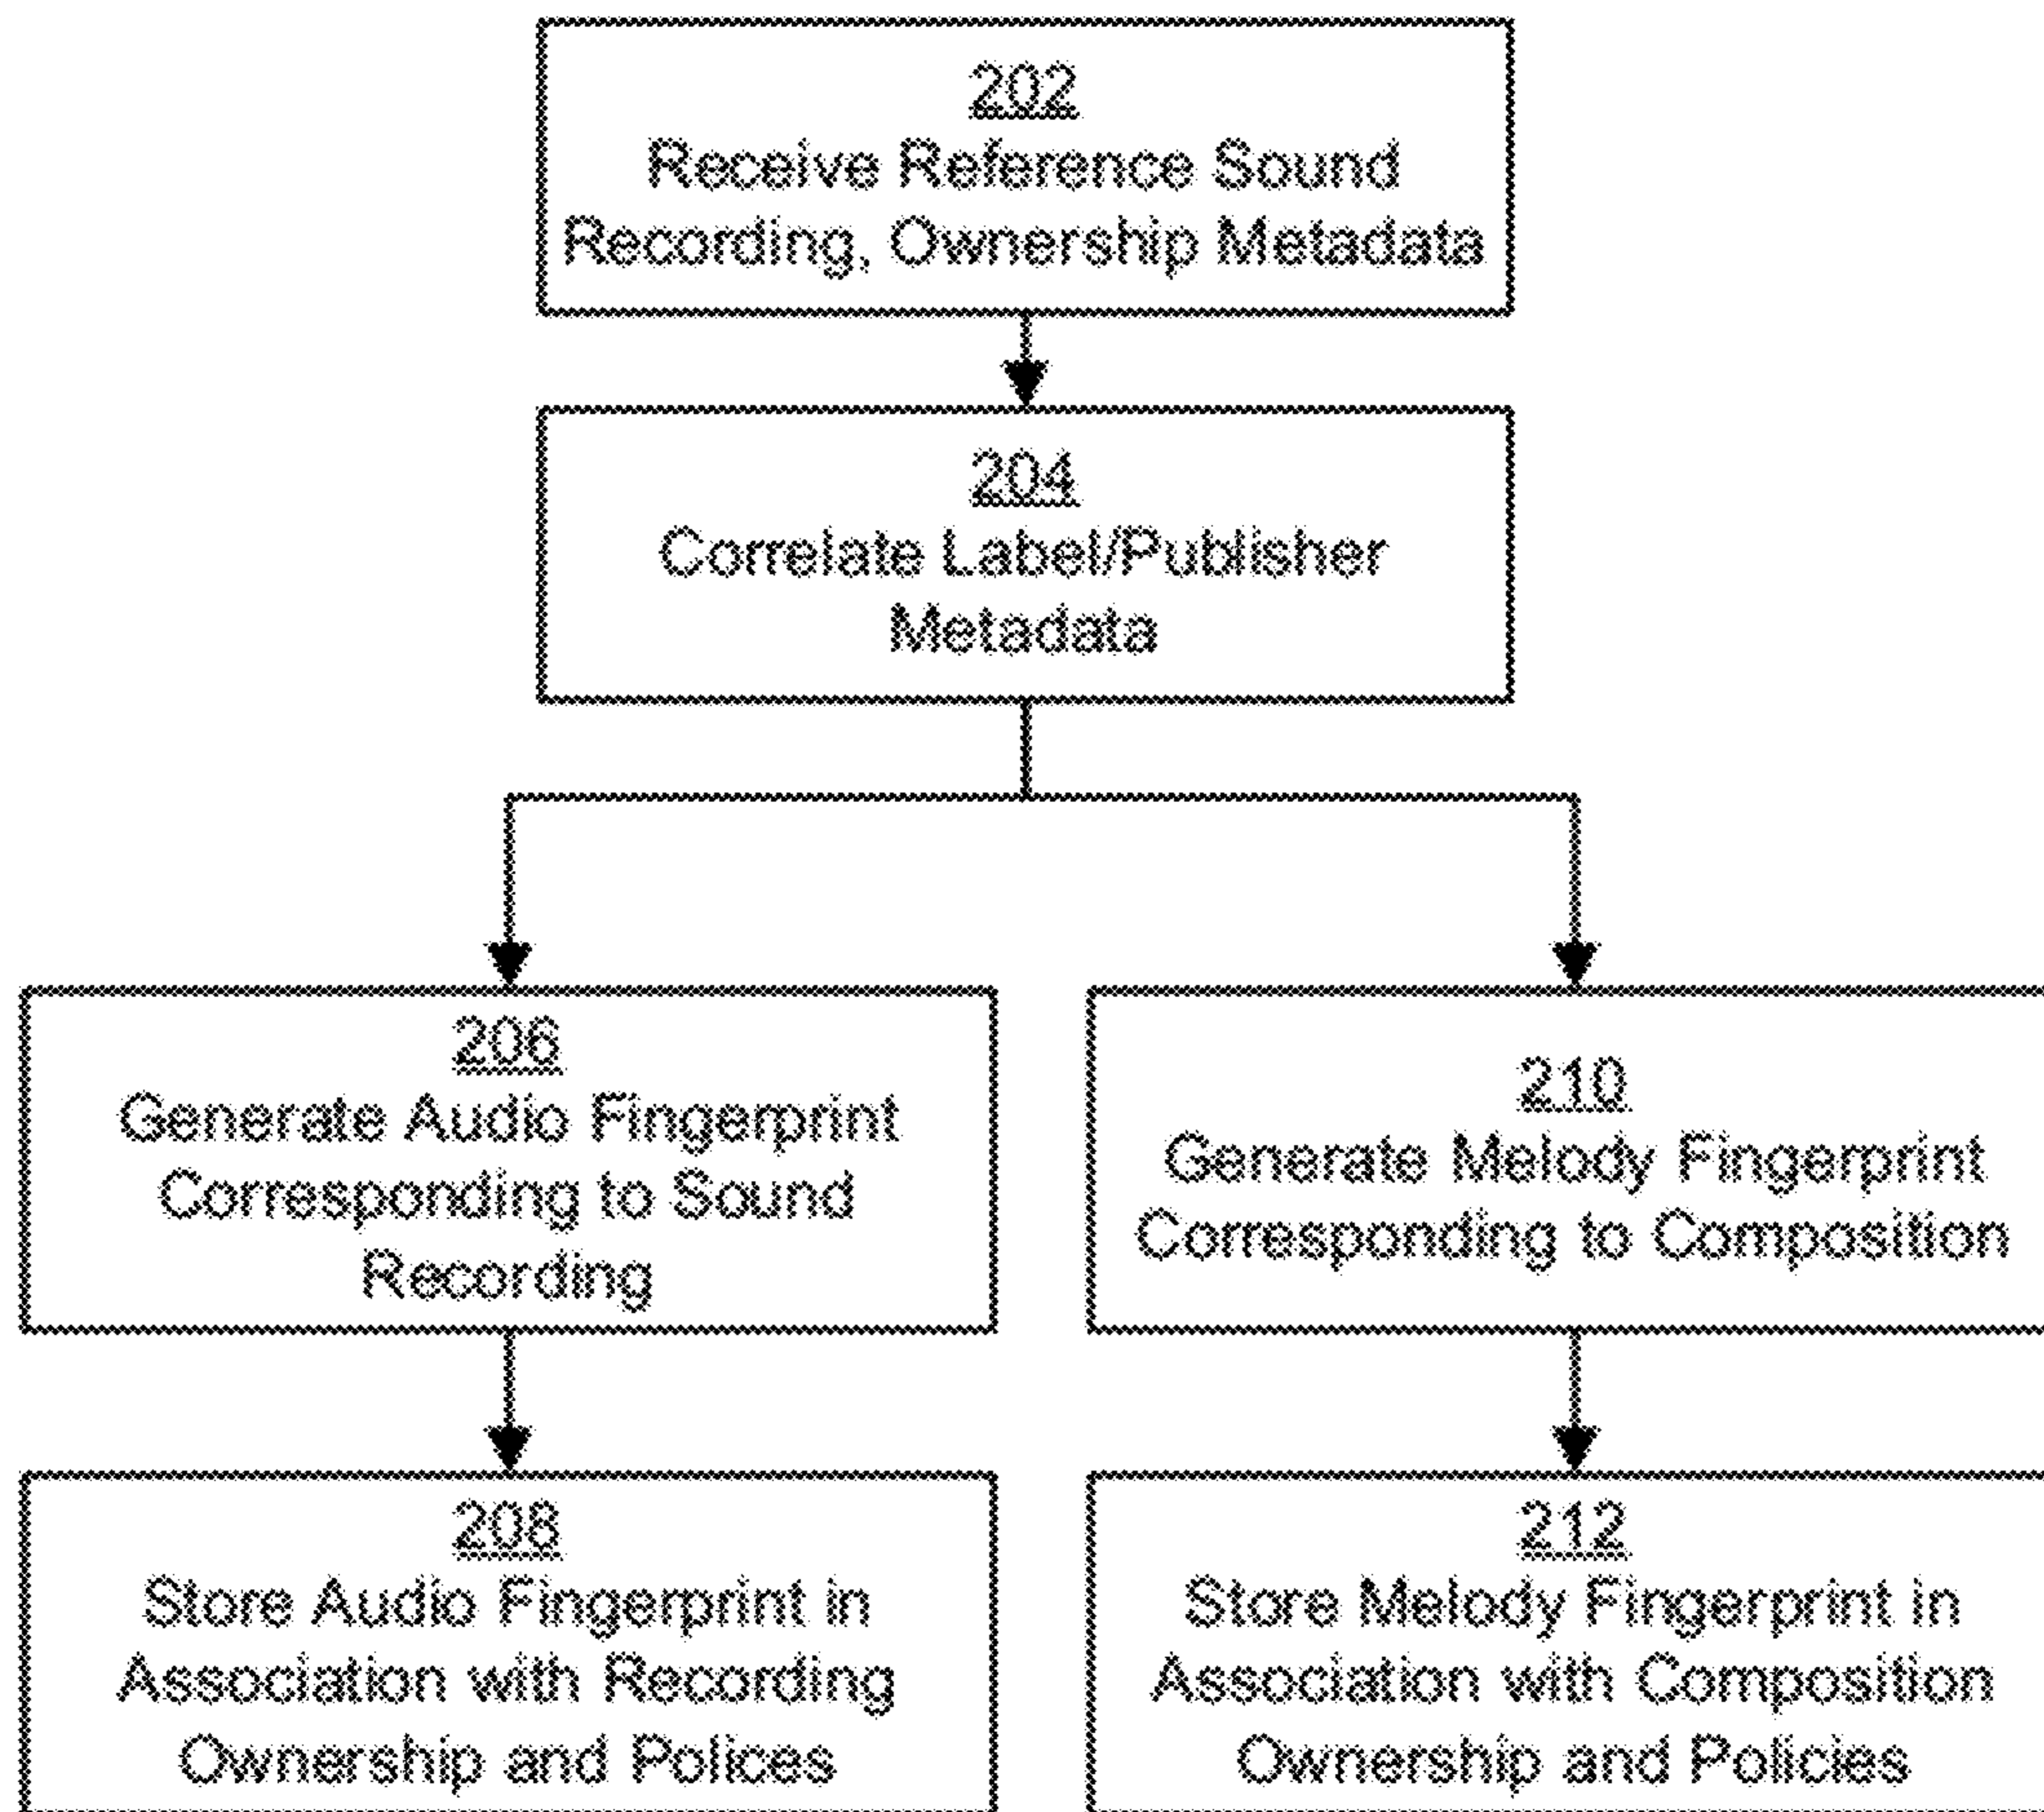 202
Receive Reference Sound
Recording, Ownership Metadata
204
Correlate Label/Publisher
Metadata
206
Generate Audio Fingerprint
Corresponding to Sound
Recording
210
Generate Melody Fingerprint
Corresponding to Composition
208
Store Audio Fingerprint in
Association with Recording
Ownership and Polices
212
Store Melody Fingerprint in
Association with Composition
Ownership and Policies